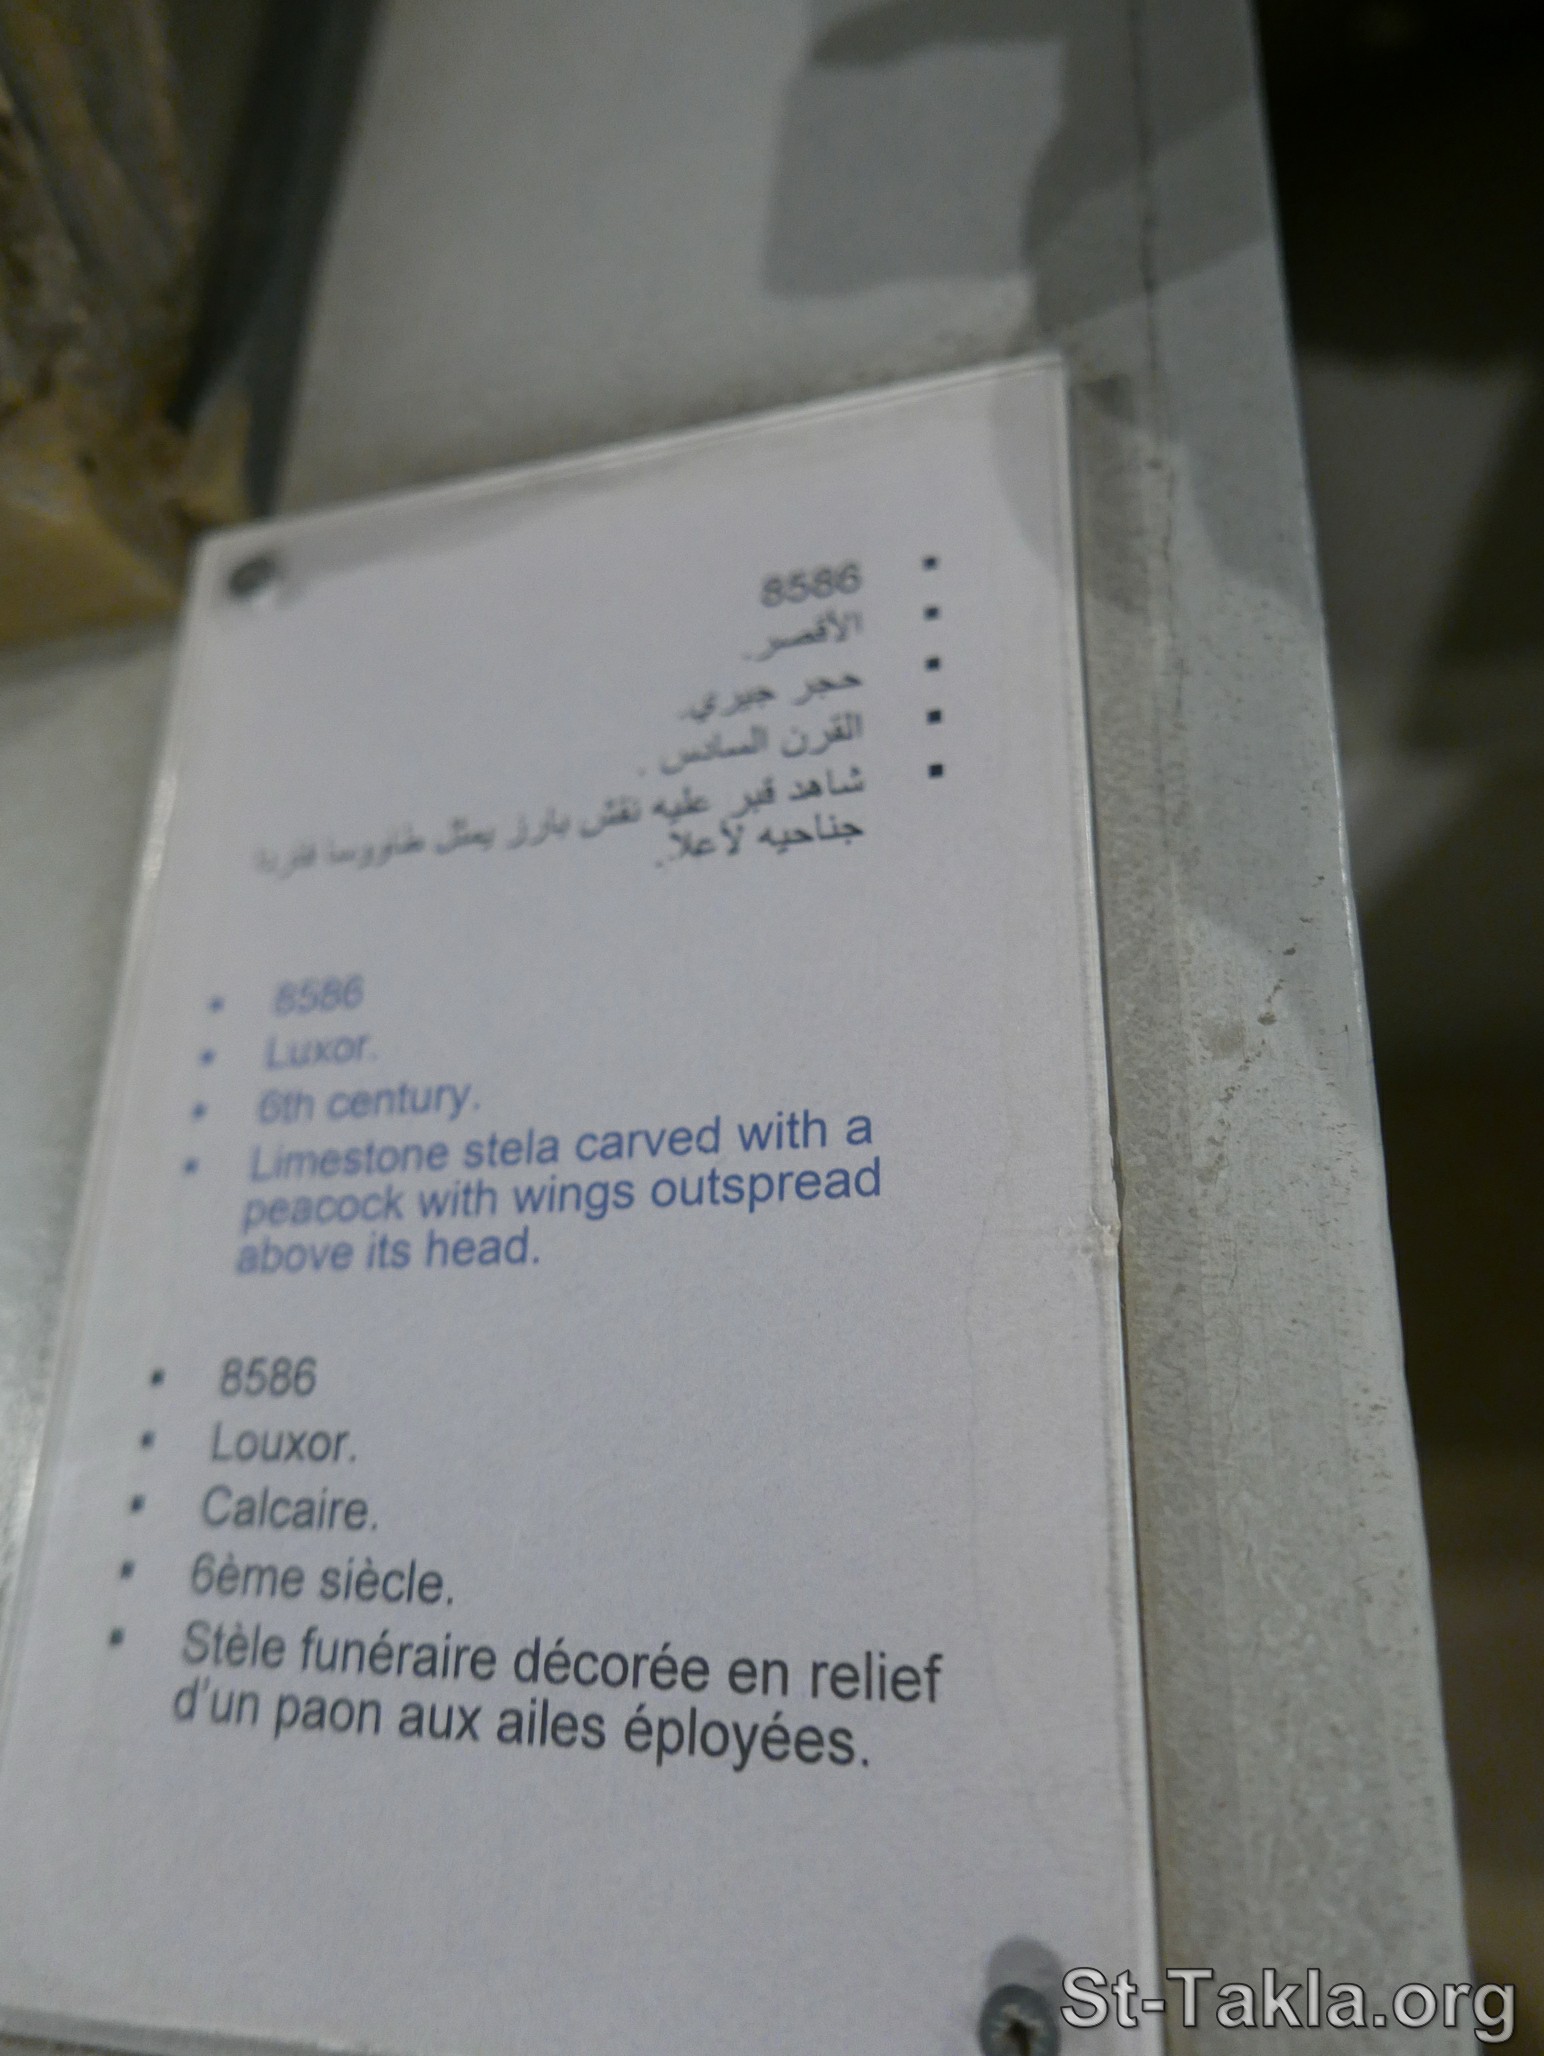 ▪ 8586
▪ الأقصر.
▪ حجر جيري.
▪ القرن السادس .
▪ شاهد قبر عليه نقش بارز يمثل طاووسا فاردا
جناحيه لأعلا.
• 8586
• Luxor.
• 6th century.
• Limestone stela carved with a
peacock with wings outspread
above its head.
▪ 8586
▪ Louxor.
▪ Calcaire.
▪ 6ème siècle.
▪ Stèle funéraire décorée en relief
d'un paon aux ailes éployées.
St-Takla.org